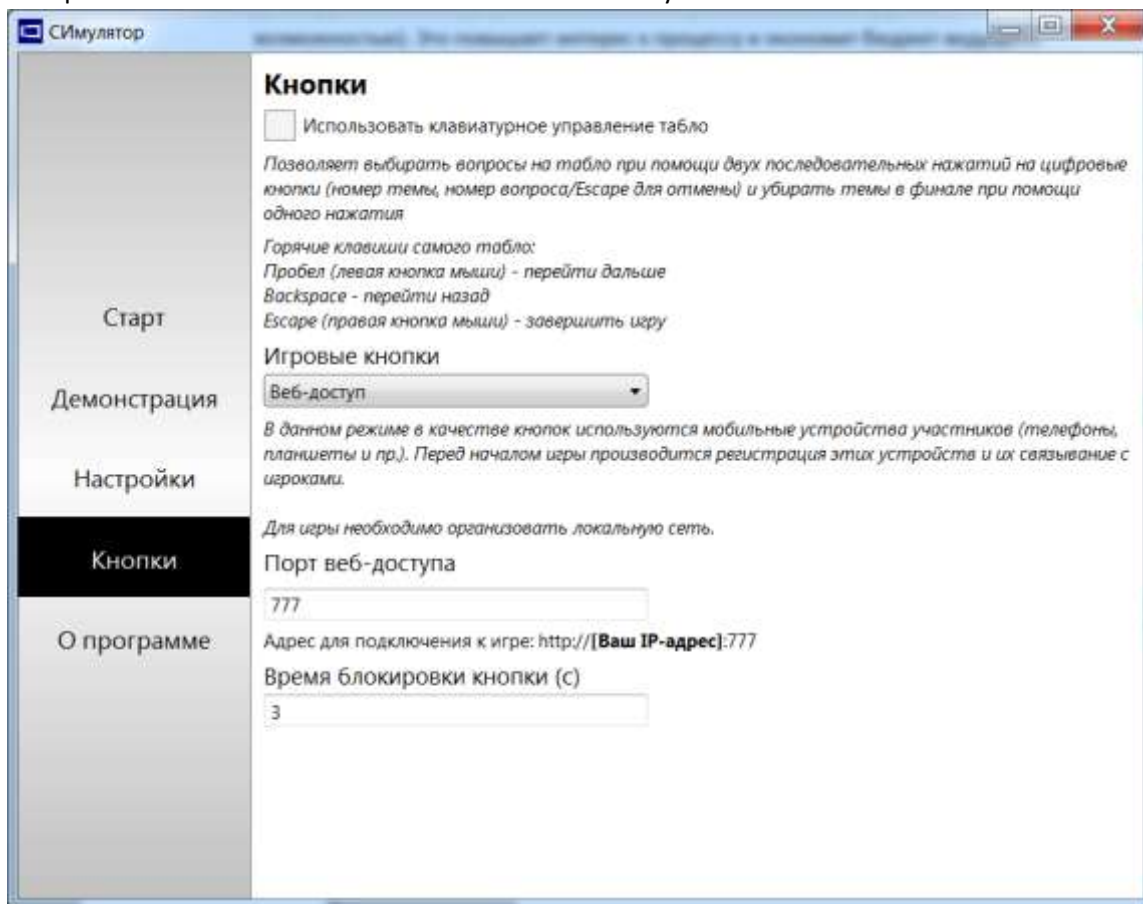 СИмулятор
Кнопки
Использовать клавиатурное управление табло
Позволяет выбирать вопросы на табло при помощи двух последовательных нажатий на цифровые
кнопки (номер темы, номер вопроса/Escape для отмены) и убирать темы в финале при помощи
одного нажатия
Горячие клавиши самого табло:
Пробел (левая кнопка мыши) - перейти дальше
Backspace - перейти назад
Escape (правая кнопка мыши) - завершить игру
Старт
Демонстрация
Настройки
Кнопки
О программе
Игровые кнопки
Веб-доступ
В данном режиме в качестве кнопок используются мобильные устройства участников (телефоны,
планшеты и пр.). Перед началом игры производится регистрация этих устройств и их связывание с
игроками.
Для игры необходимо организовать локальную сеть.
Порт веб-доступа
777
Адрес для подключения к игре: http://[Ваш IP-адрес]:777
Время блокировки кнопки (с)
3